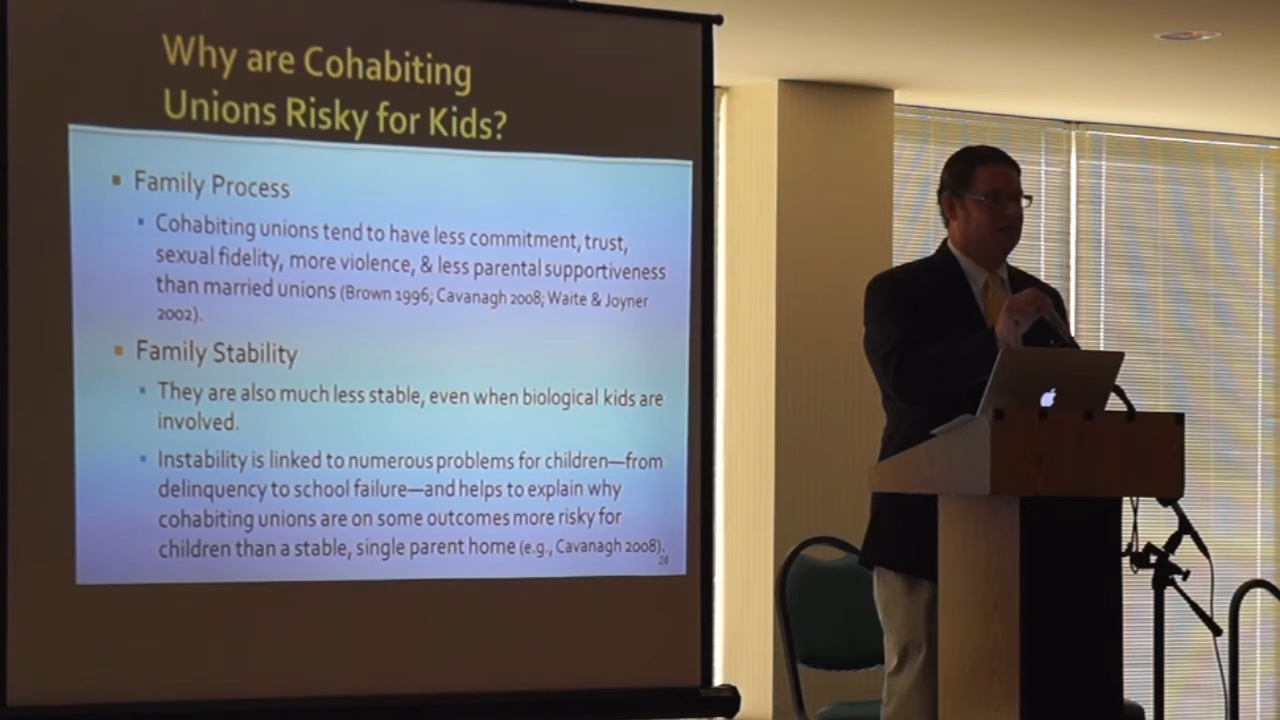 Why are Cohabiting
Unions Risky for Kids?
▪ Family Process
▪ Cohabiting unions tend to have less commitment, trust,
sexual fidelity, more violence, & less parental supportiveness
than married unions (Brown 1996; Cavanagh 2008; Waite & Joyner
2002).
▪ Family Stability
▪ They are also much less stable, even when biological kids are
involved.
▪ Instability is linked to numerous problems for children—from
delinquency to school failure—and helps to explain why
cohabiting unions are on some outcomes more risky for
children than a stable, single parent home (e.g., Cavanagh 2008).
28